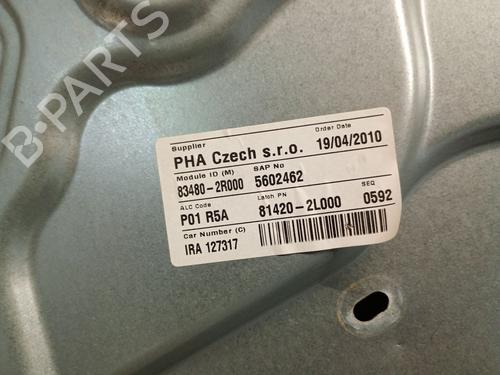 B-PARTS
Supplier Order Date
PHA Czech s.r.o. 19/04/2010
Module ID (M) SAP No
83480-2R000 5602462
ALC Code Latch PN SEQ
P01 R5A 81420-2L000 0592
Car Number (C)
IRA 127317